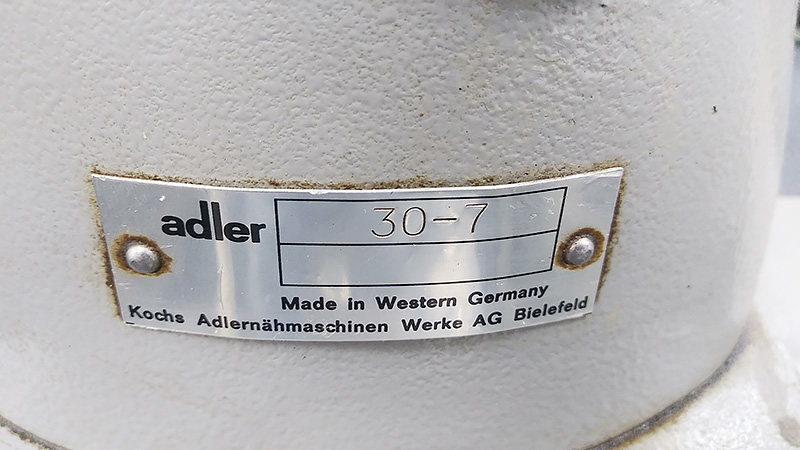 adler
30-7
Made in Western Germany
Kochs Adlernähmaschinen Werke AG Bielefeld